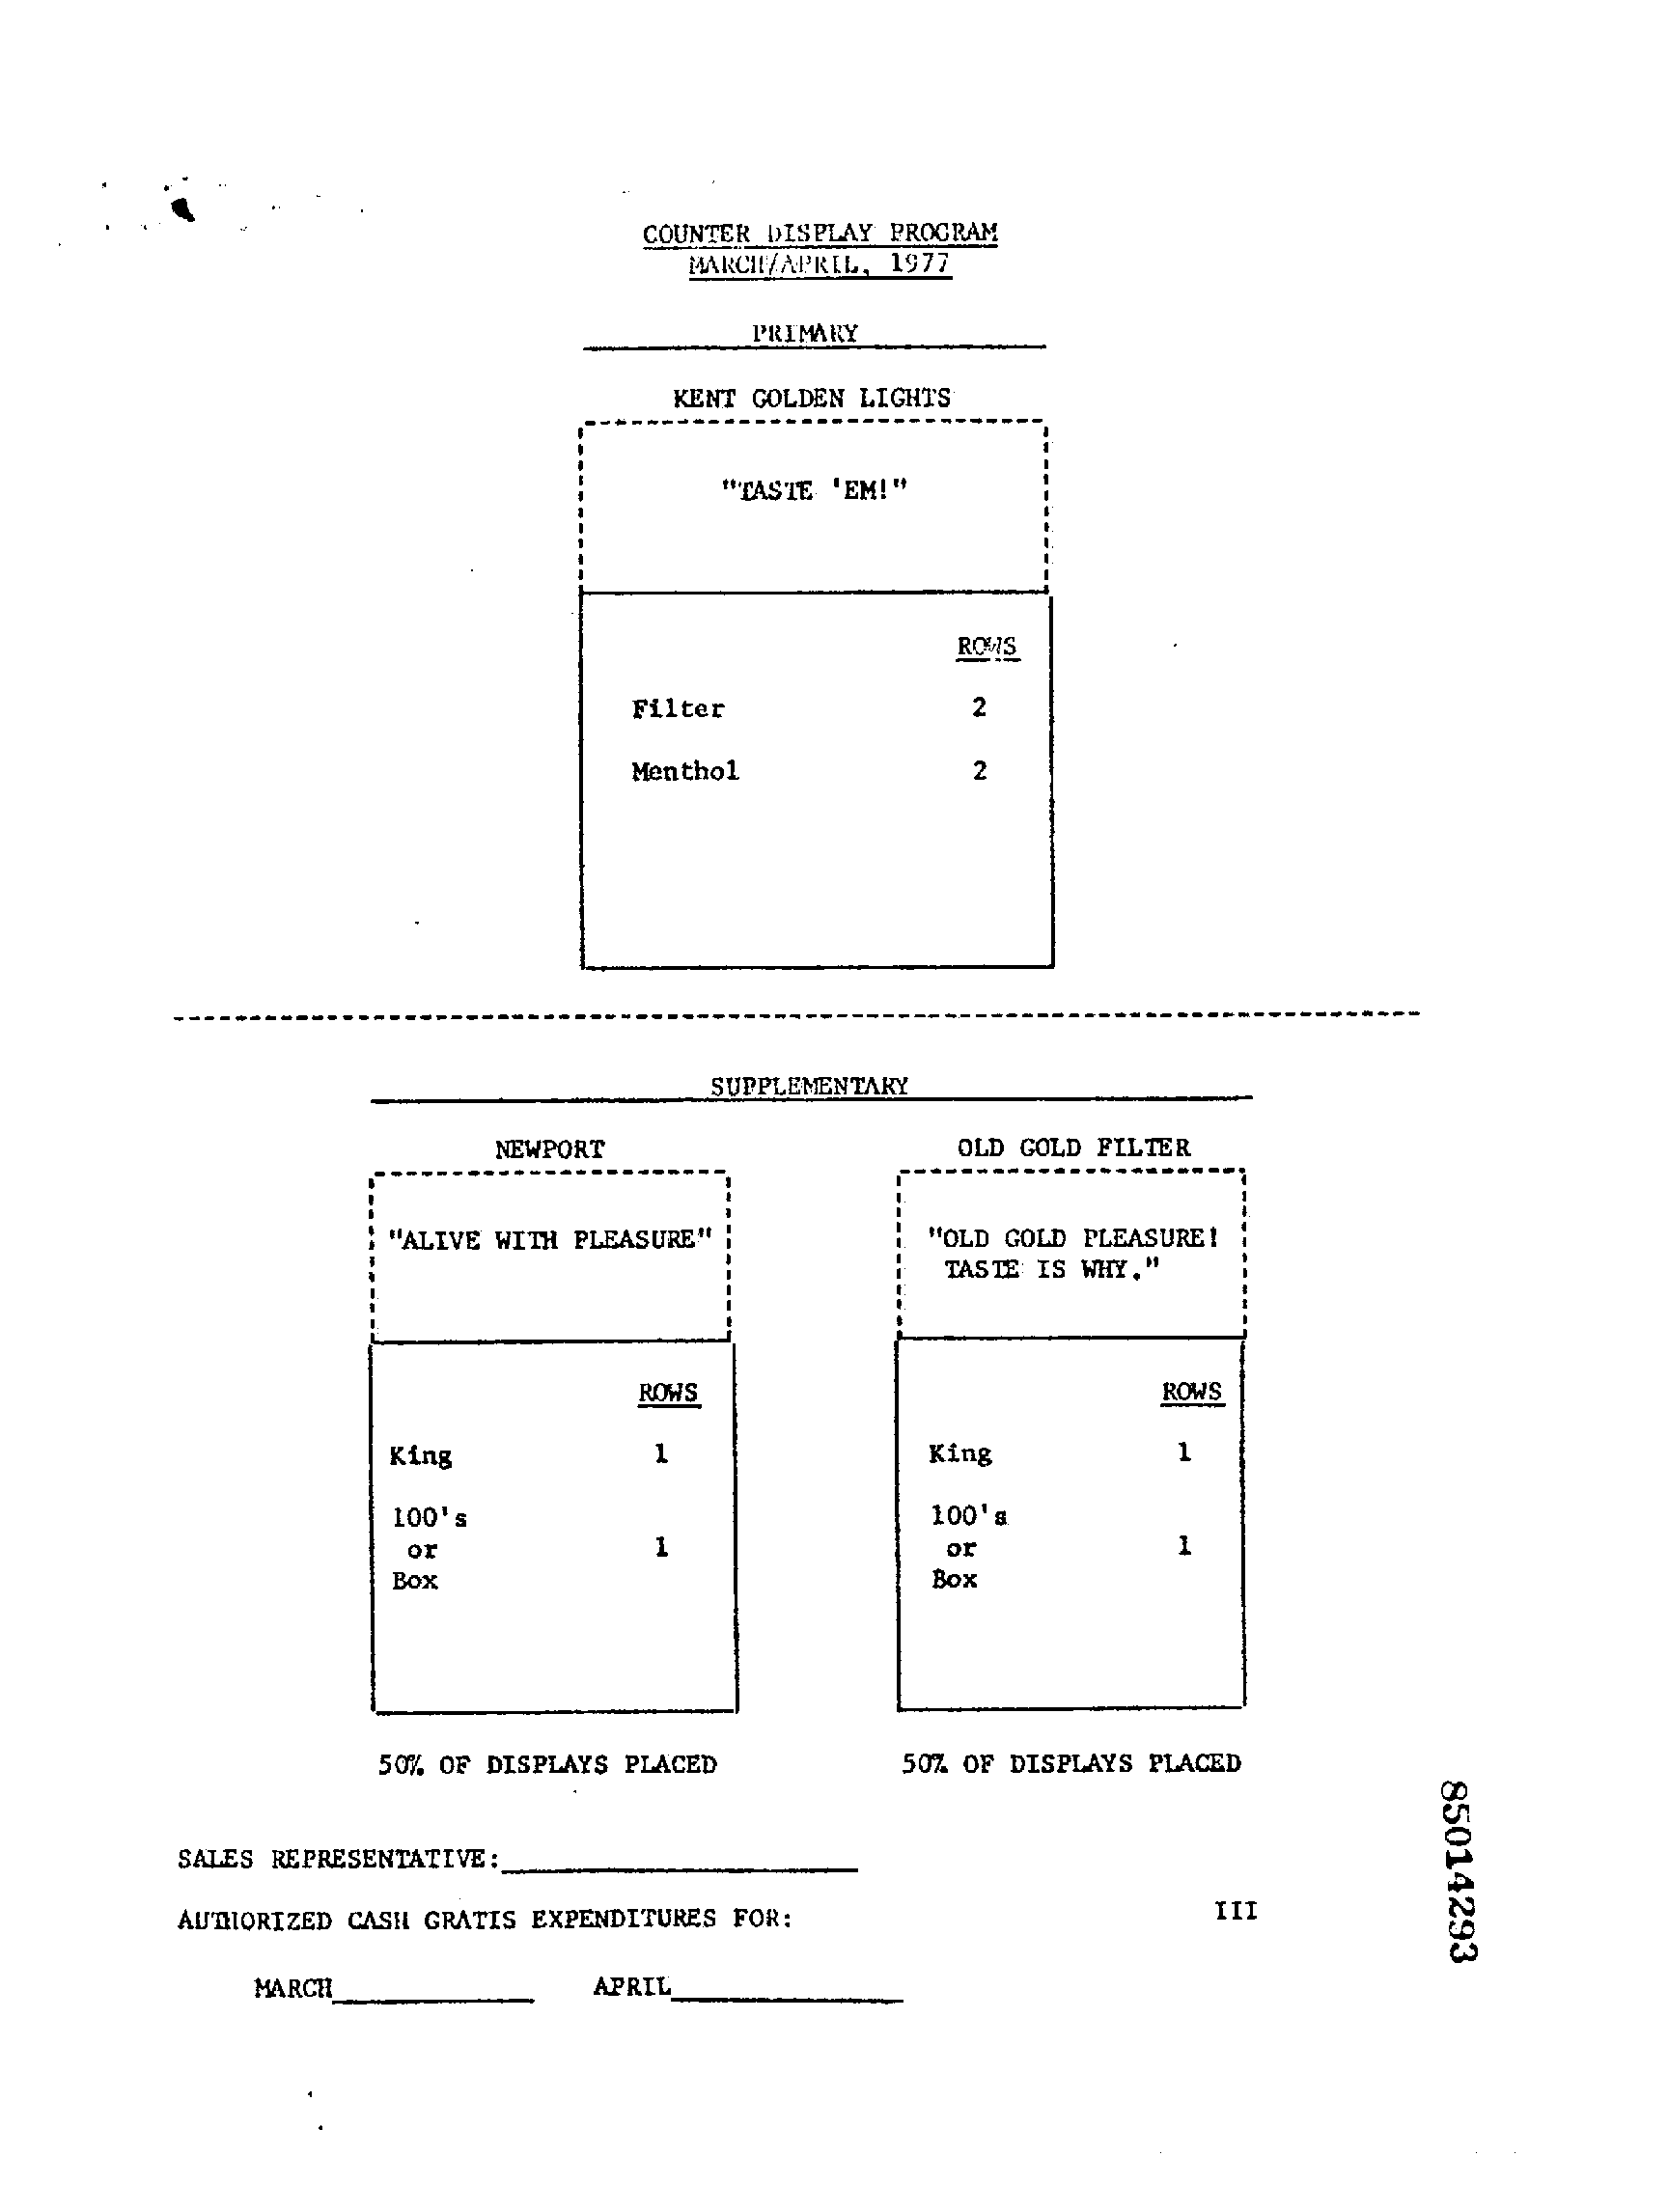 COUNTER DISPLAY PROGRAM
MARCH/APRIL, 1977
PRIMARY
KENT GOLDEN LIGHTS
"TASTE 'EM!"
ROWS
Filter 2
Menthol 2
SUPPLEMENTARY
NEWPORT
"ALIVE WITH PLEASURE"
ROWS
King 1
100's
or 1
Box
50% OF DISPLAYS PLACED
OLD GOLD FILTER
"OLD GOLD PLEASURE!
TASTE IS WHY."
ROWS
King 1
100's
or 1
Box
50% OF DISPLAYS PLACED
SALES REPRESENTATIVE:
AUTHORIZED CASH GRATIS EXPENDITURES FOR:
III
MARCH APRIL
85014293